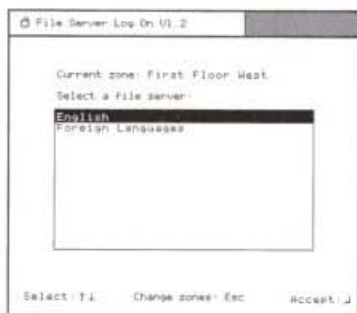 File Server Log On V1.2
Current zone: First Floor West
Select a file server:
English
Foreign Languages
Select: ↑↓ Change zones: Esc Accept: ↵